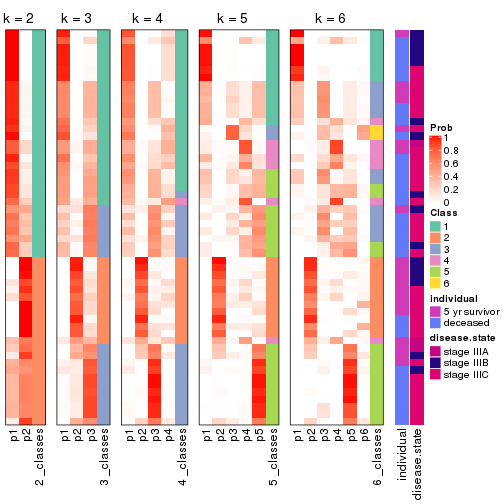 k = 2 k = 3 k = 4 k = 5 k = 6
Prob
1
0.8
0.6
0.4
0.2
0
Class
1
2
3
4
5
6
individual
5 yr survivor
deceased
disease.state
stage IIIA
stage IIIB
stage IIIC
p1 p2 2_classes p1 p2 p3 3_classes p1 p2 p3 p4 4_classes p1 p2 p3 p4 p5 5_classes p1 p2 p3 p4 p5 p6 6_classes individual disease.state